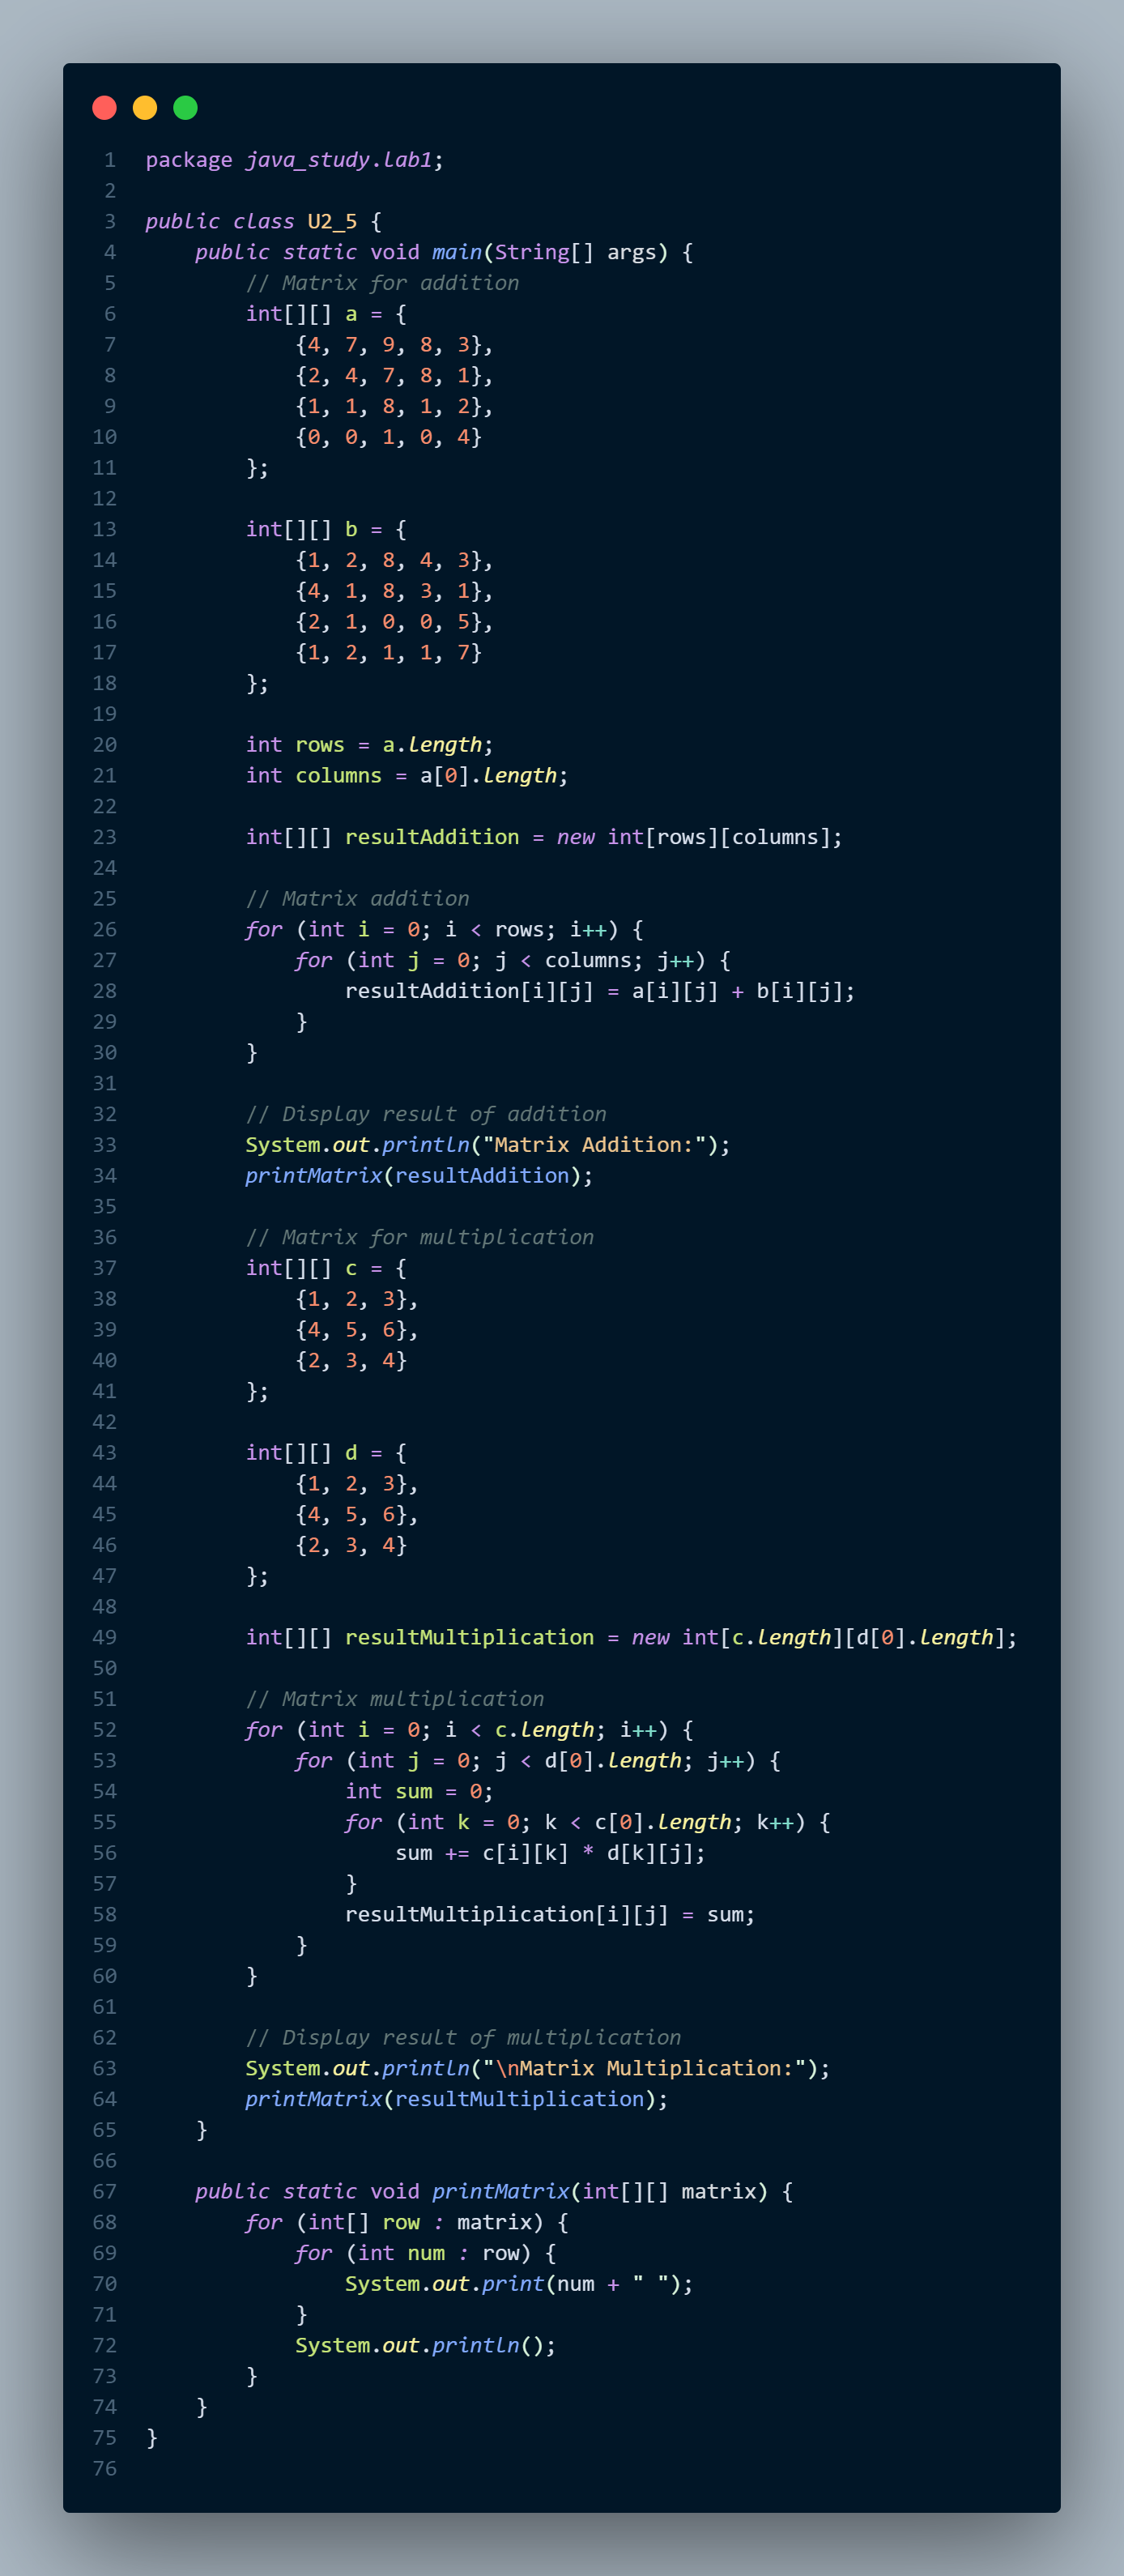 1 package java_study.lab1;
2
3 public class U2_5 {
4     public static void main(String[] args) {
5         // Matrix for addition
6         int[][] a = {
7             {4, 7, 9, 8, 3},
8             {2, 4, 7, 8, 1},
9             {1, 1, 8, 1, 2},
10             {0, 0, 1, 0, 4}
11         };
12
13         int[][] b = {
14             {1, 2, 8, 4, 3},
15             {4, 1, 8, 3, 1},
16             {2, 1, 0, 0, 5},
17             {1, 2, 1, 1, 7}
18         };
19
20         int rows = a.length;
21         int columns = a[0].length;
22
23         int[][] resultAddition = new int[rows][columns];
24
25         // Matrix addition
26         for (int i = 0; i < rows; i++) {
27             for (int j = 0; j < columns; j++) {
28                 resultAddition[i][j] = a[i][j] + b[i][j];
29             }
30         }
31
32         // Display result of addition
33         System.out.println("Matrix Addition:");
34         printMatrix(resultAddition);
35
36         // Matrix for multiplication
37         int[][] c = {
38             {1, 2, 3},
39             {4, 5, 6},
40             {2, 3, 4}
41         };
42
43         int[][] d = {
44             {1, 2, 3},
45             {4, 5, 6},
46             {2, 3, 4}
47         };
48
49         int[][] resultMultiplication = new int[c.length][d[0].length];
50
51         // Matrix multiplication
52         for (int i = 0; i < c.length; i++) {
53             for (int j = 0; j < d[0].length; j++) {
54                 int sum = 0;
55                 for (int k = 0; k < c[0].length; k++) {
56                     sum += c[i][k] * d[k][j];
57                 }
58                 resultMultiplication[i][j] = sum;
59             }
60         }
61
62         // Display result of multiplication
63         System.out.println("\nMatrix Multiplication:");
64         printMatrix(resultMultiplication);
65     }
66
67     public static void printMatrix(int[][] matrix) {
68         for (int[] row : matrix) {
69             for (int num : row) {
70                 System.out.print(num + " ");
71             }
72             System.out.println();
73         }
74     }
75 }
76